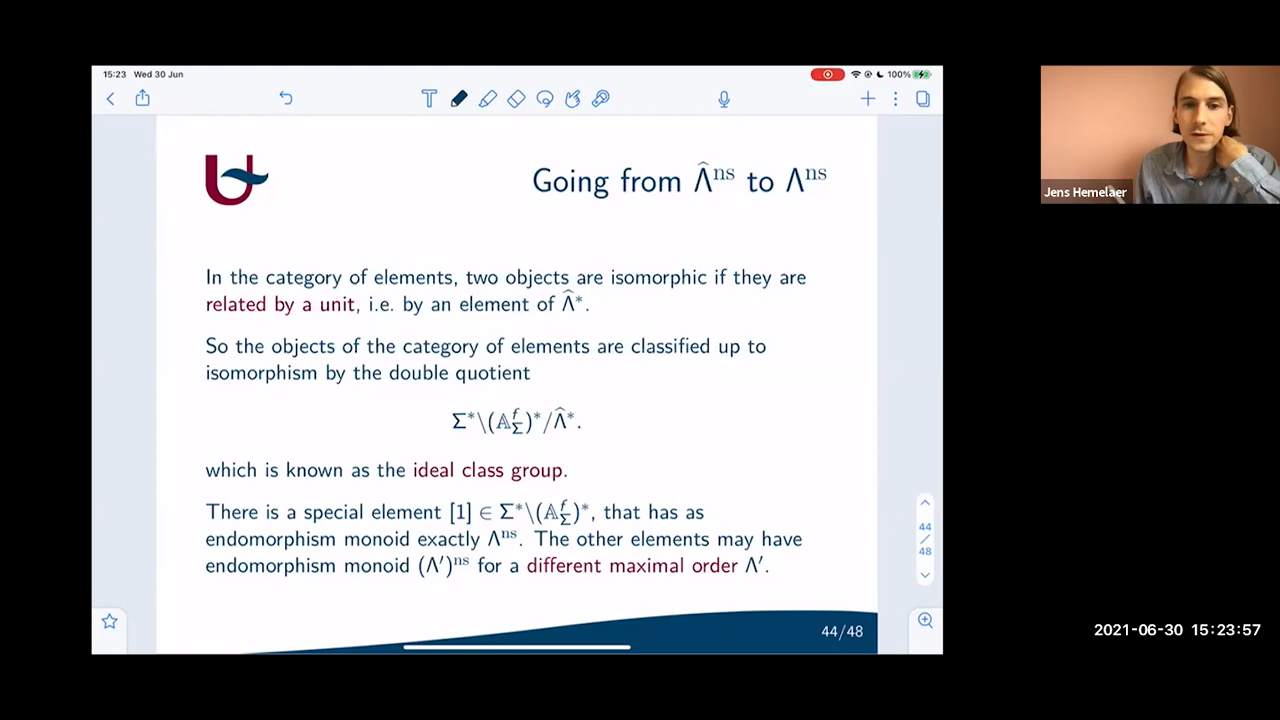 15:23 Wed 30 Jun
100%
Going from Λ̂ⁿˢ to Λⁿˢ
In the category of elements, two objects are isomorphic if they are
related by a unit, i.e. by an element of Λ̂*.
So the objects of the category of elements are classified up to
isomorphism by the double quotient
Σ*\(𝔸_Σ^f)*/Λ̂*.
which is known as the ideal class group.
There is a special element [1] ∈ Σ*\(𝔸_Σ^f)*, that has as
endomorphism monoid exactly Λⁿˢ. The other elements may have
endomorphism monoid (Λ′)ⁿˢ for a different maximal order Λ′.
44/48
44
/
48
Jens Hemelaer
2021-06-30 15:23:57